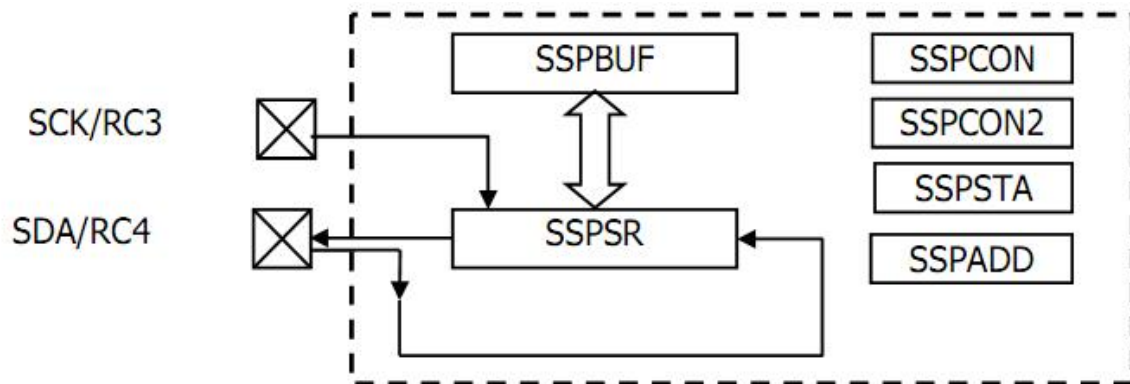 SSPBUF
SSPCON
SCK/RC3
SSPCON2
SSPSTA
SDA/RC4
SSPSR
SSPADD